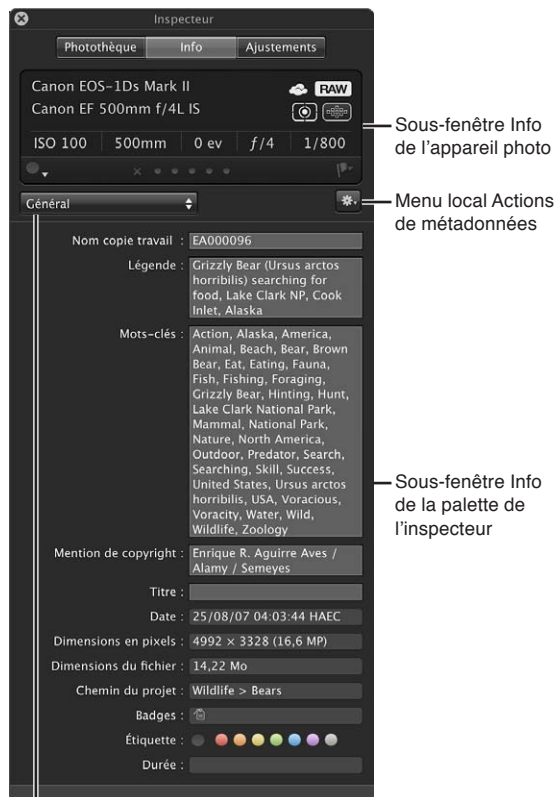 Inspecteur
Photothèque Info Ajustements
Canon EOS-1Ds Mark II
RAW
Canon EF 500mm f/4L IS
ISO 100 500mm 0 ev ƒ/4 1/800
Sous-fenêtre Info
de l'appareil photo
Général
Menu local Actions
de métadonnées
Nom copie travail : EA000096
Légende : Grizzly Bear (Ursus arctos
horribilis) searching for
food, Lake Clark NP, Cook
Inlet, Alaska
Mots-clés : Action, Alaska, America,
Animal, Beach, Bear, Brown
Bear, Eat, Eating, Fauna,
Fish, Fishing, Foraging,
Grizzly Bear, Hinting, Hunt,
Lake Clark National Park,
Mammal, National Park,
Nature, North America,
Outdoor, Predator, Search,
Searching, Skill, Success,
United States, Ursus arctos
horribilis, USA, Voracious,
Voracity, Water, Wild,
Wildlife, Zoology
Sous-fenêtre Info
de la palette de
l'inspecteur
Mention de copyright : Enrique R. Aguirre Aves /
Alamy / Semeyes
Titre :
Date : 25/08/07 04:03:44 HAEC
Dimensions en pixels : 4992 × 3328 (16,6 MP)
Dimensions du fichier : 14,22 Mo
Chemin du projet : Wildlife > Bears
Badges :
Étiquette :
Durée :